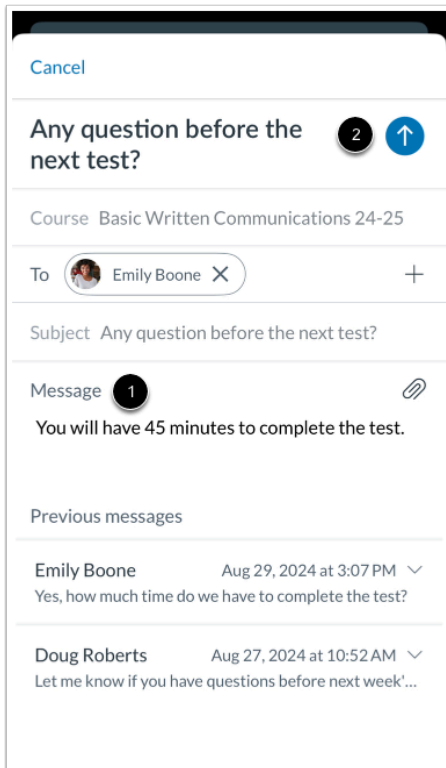 Cancel
Any question before the
next test?
2
Course Basic Written Communications 24-25
To Emily Boone
Subject Any question before the next test?
Message 1
You will have 45 minutes to complete the test.
Previous messages
Emily Boone Aug 29, 2024 at 3:07 PM
Yes, how much time do we have to complete the test?
Doug Roberts Aug 27, 2024 at 10:52 AM
Let me know if you have questions before next week'...